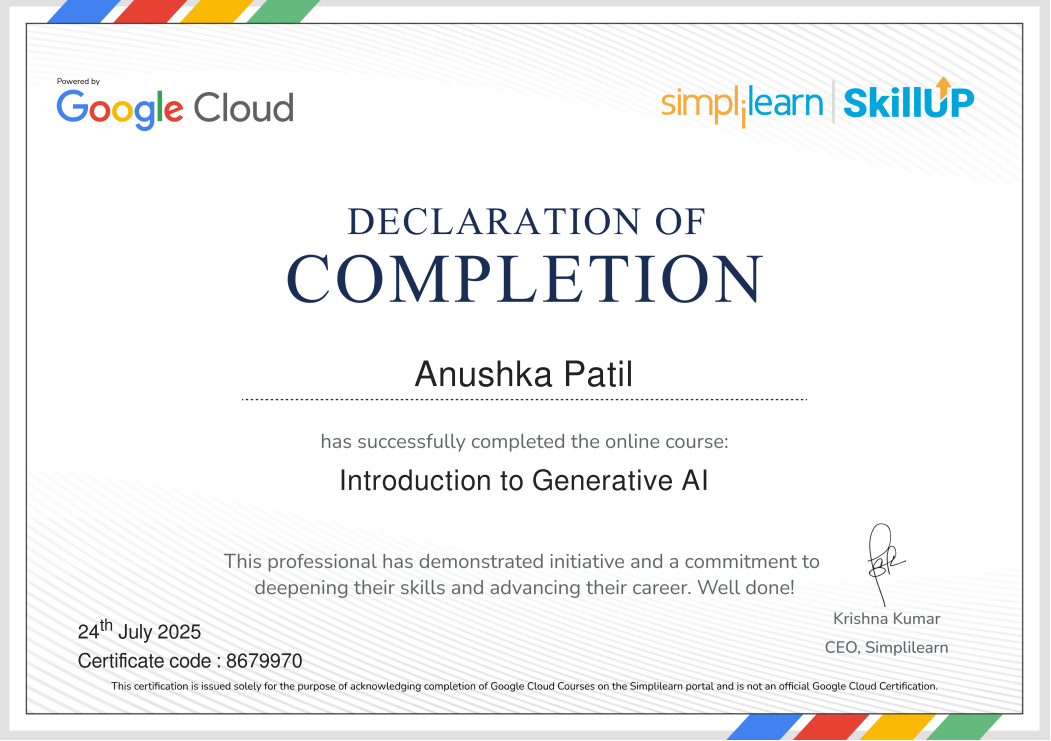 Powered by
Google Cloud
simplilearn | SkillUP
DECLARATION OF
COMPLETION
Anushka Patil
has successfully completed the online course:
Introduction to Generative AI
This professional has demonstrated initiative and a commitment to
deepening their skills and advancing their career. Well done!
24th July 2025
Certificate code : 8679970
Krishna Kumar
CEO, Simplilearn
This certification is issued solely for the purpose of acknowledging completion of Google Cloud Courses on the Simplilearn portal and is not an official Google Cloud Certification.